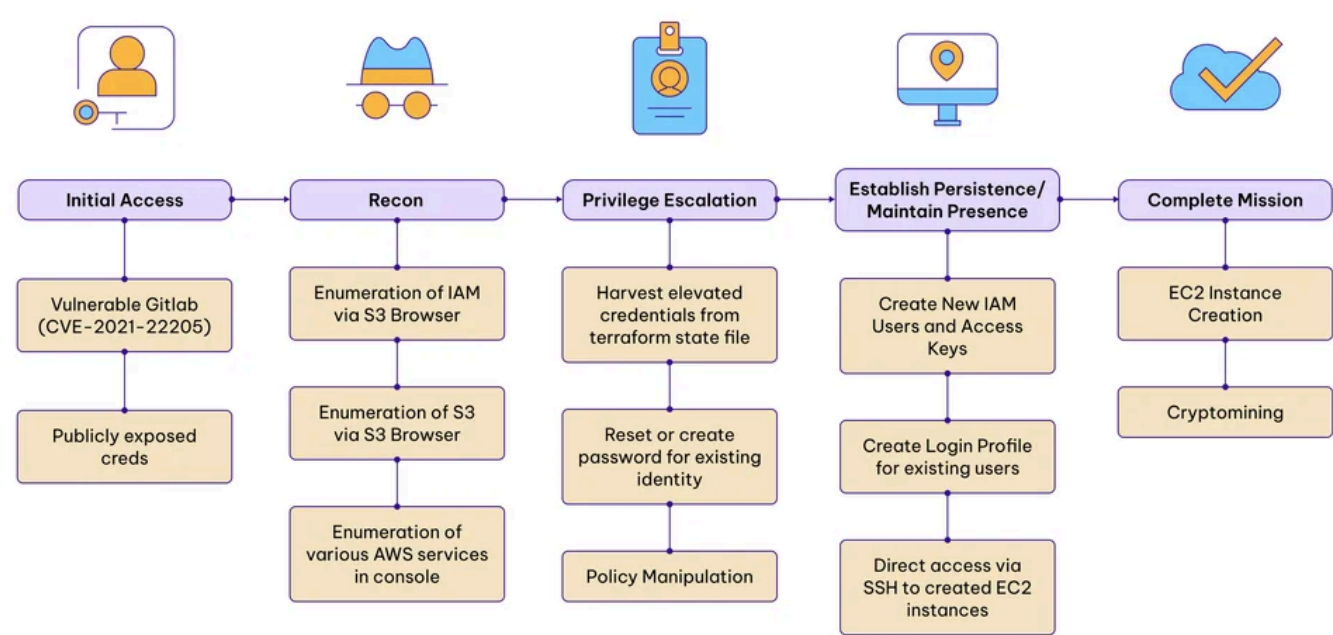 Initial Access
Vulnerable Gitlab
(CVE-2021-22205)
Publicly exposed
creds
Recon
Enumeration of IAM
via S3 Browser
Enumeration of S3
via S3 Browser
Enumeration of
various AWS services
in console
Privilege Escalation
Harvest elevated
credentials from
terraform state file
Reset or create
password for existing
identity
Policy Manipulation
Establish Persistence/
Maintain Presence
Create New IAM
Users and Access
Keys
Create Login Profile
for existing users
Direct access via
SSH to created EC2
instances
Complete Mission
EC2 Instance
Creation
Cryptomining